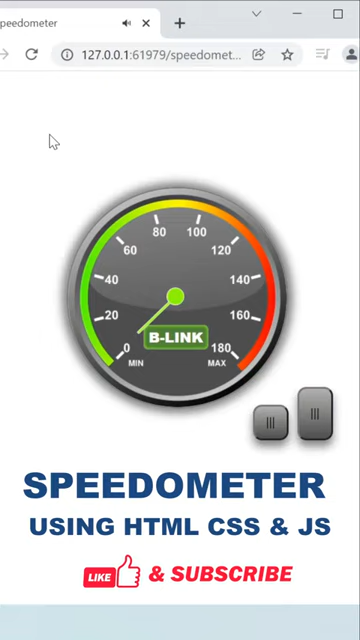 speedometer
127.0.0.1:61979/speedomet...
80 100
60 120
40 140
20 160
B-LINK
0 180
MIN MAX
SPEEDOMETER
USING HTML CSS & JS
LIKE & SUBSCRIBE